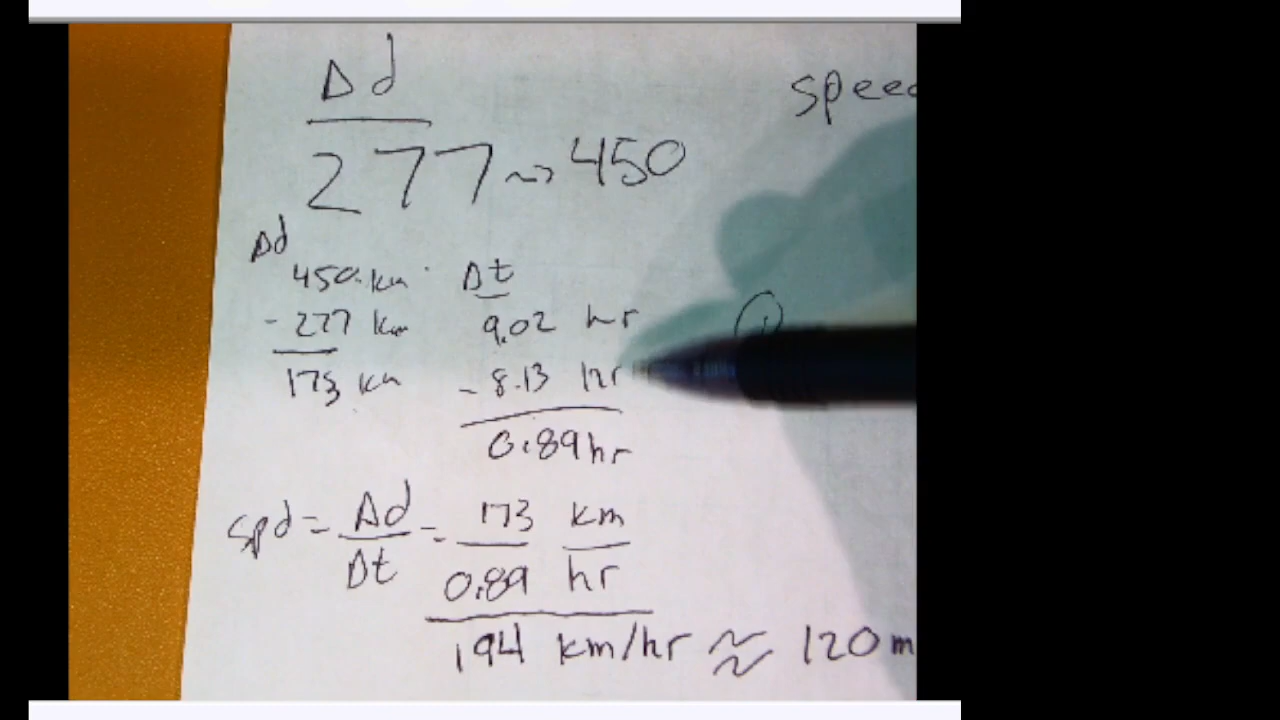 Δd
speed
277 ~> 450
Δd
450 km Δt
- 277 km 9.02 hr
173 km - 8.13 hr
0.89 hr
spd = Δd/Δt = 173/0.89 km/hr
194 km/hr ≈ 120 m